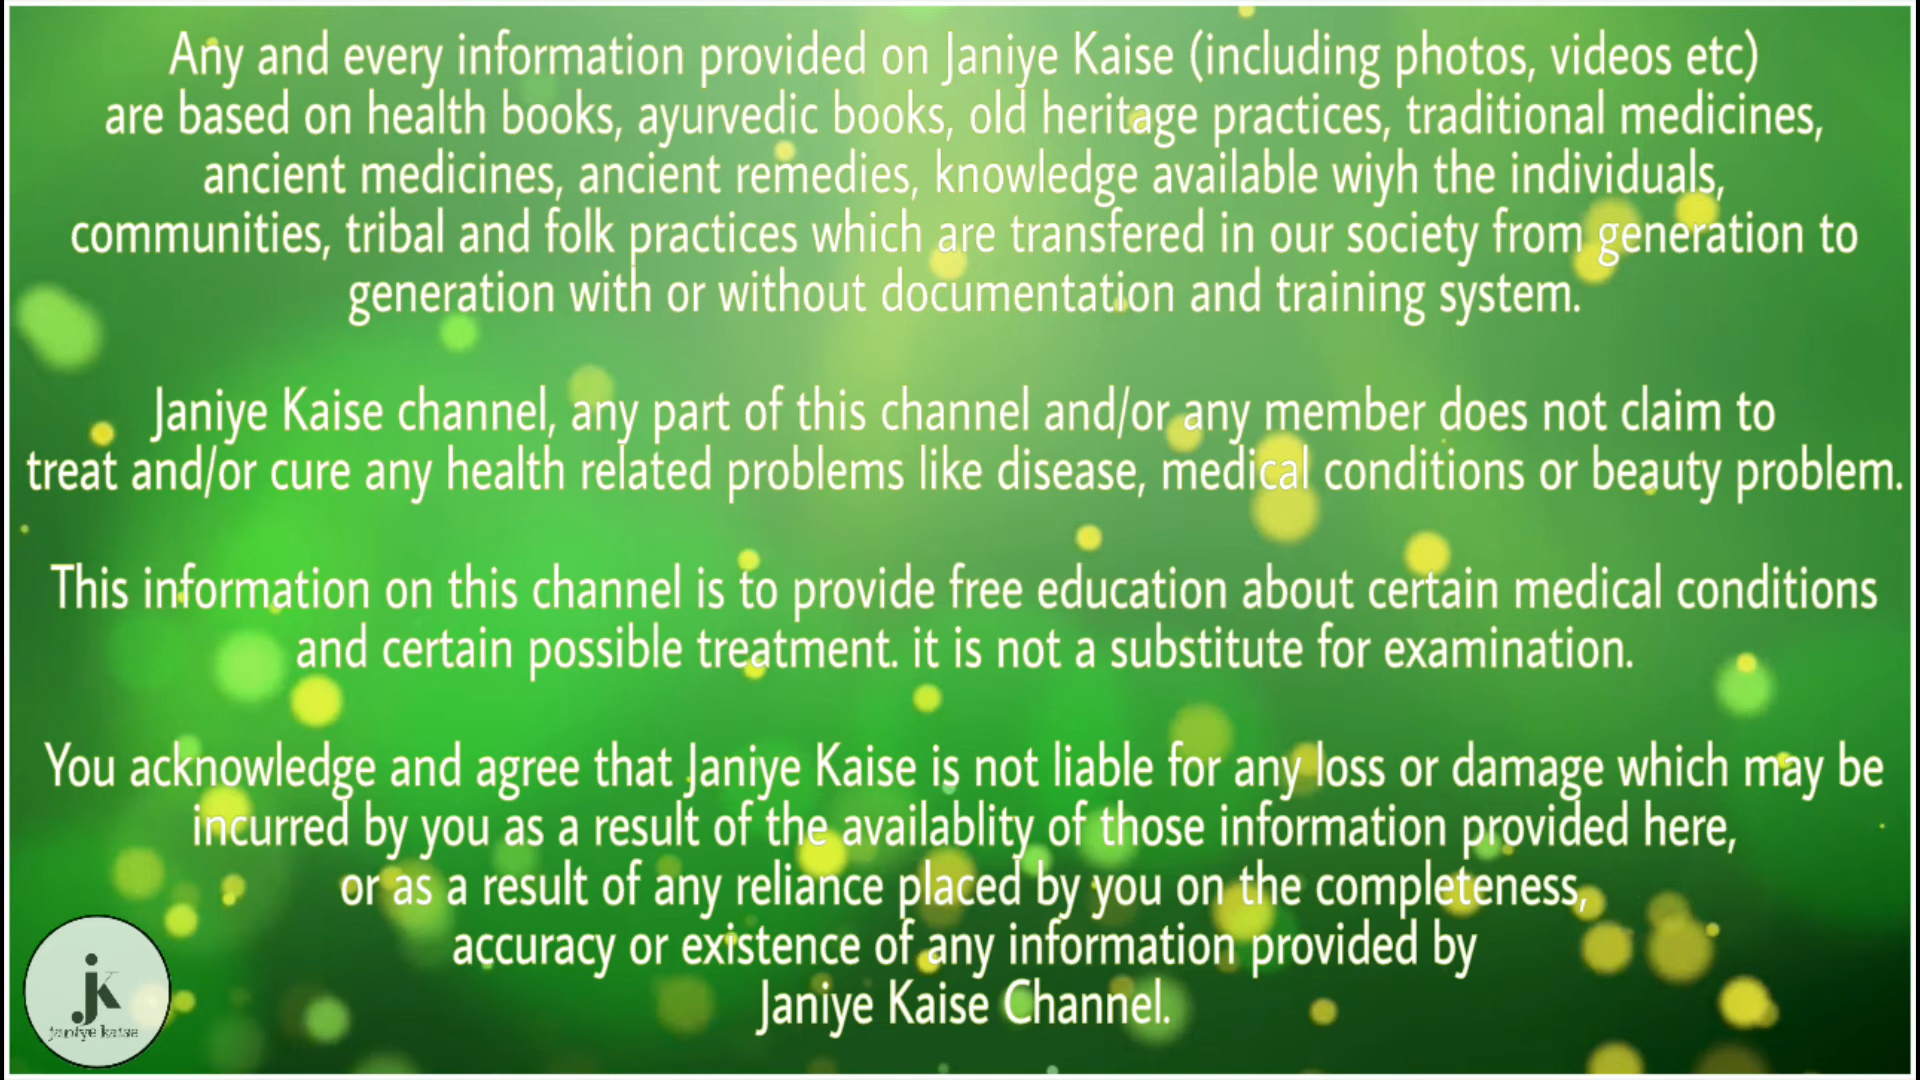 Any and every information provided on Janiye Kaise (including photos, videos etc)
are based on health books, ayurvedic books, old heritage practices, traditional medicines,
ancient medicines, ancient remedies, knowledge available wiyh the individuals,
communities, tribal and folk practices which are transfered in our society from generation to
generation with or without documentation and training system.
Janiye Kaise channel, any part of this channel and/or any member does not claim to
treat and/or cure any health related problems like disease, medical conditions or beauty problem.
This information on this channel is to provide free education about certain medical conditions
and certain possible treatment. it is not a substitute for examination.
You acknowledge and agree that Janiye Kaise is not liable for any loss or damage which may be
incurred by you as a result of the availablity of those information provided here,
or as a result of any reliance placed by you on the completeness,
accuracy or existence of any information provided by
Janiye Kaise Channel.
jk
janiye kaise